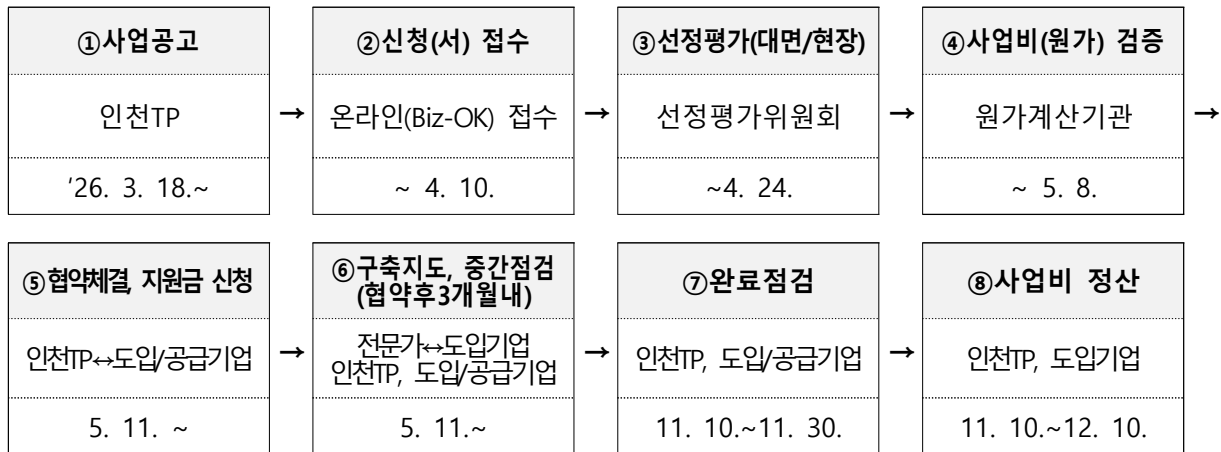 ①사업공고
인천TP
'26. 3. 18.~
→
②신청(서) 접수
온라인(Biz-OK) 접수
~ 4. 10.
→
③선정평가(대면/현장)
선정평가위원회
~4. 24.
→
④사업비(원가) 검증
원가계산기관
~ 5. 8.
→
⑤협약체결, 지원금 신청
인천TP↔도입/공급기업
5. 11. ~
→
⑥구축지도, 중간점검
(협약후3개월내)
전문가↔도입기업
인천TP, 도입/공급기업
5. 11.~
→
⑦완료점검
인천TP, 도입/공급기업
11. 10.~11. 30.
→
⑧사업비 정산
인천TP, 도입기업
11. 10.~12. 10.